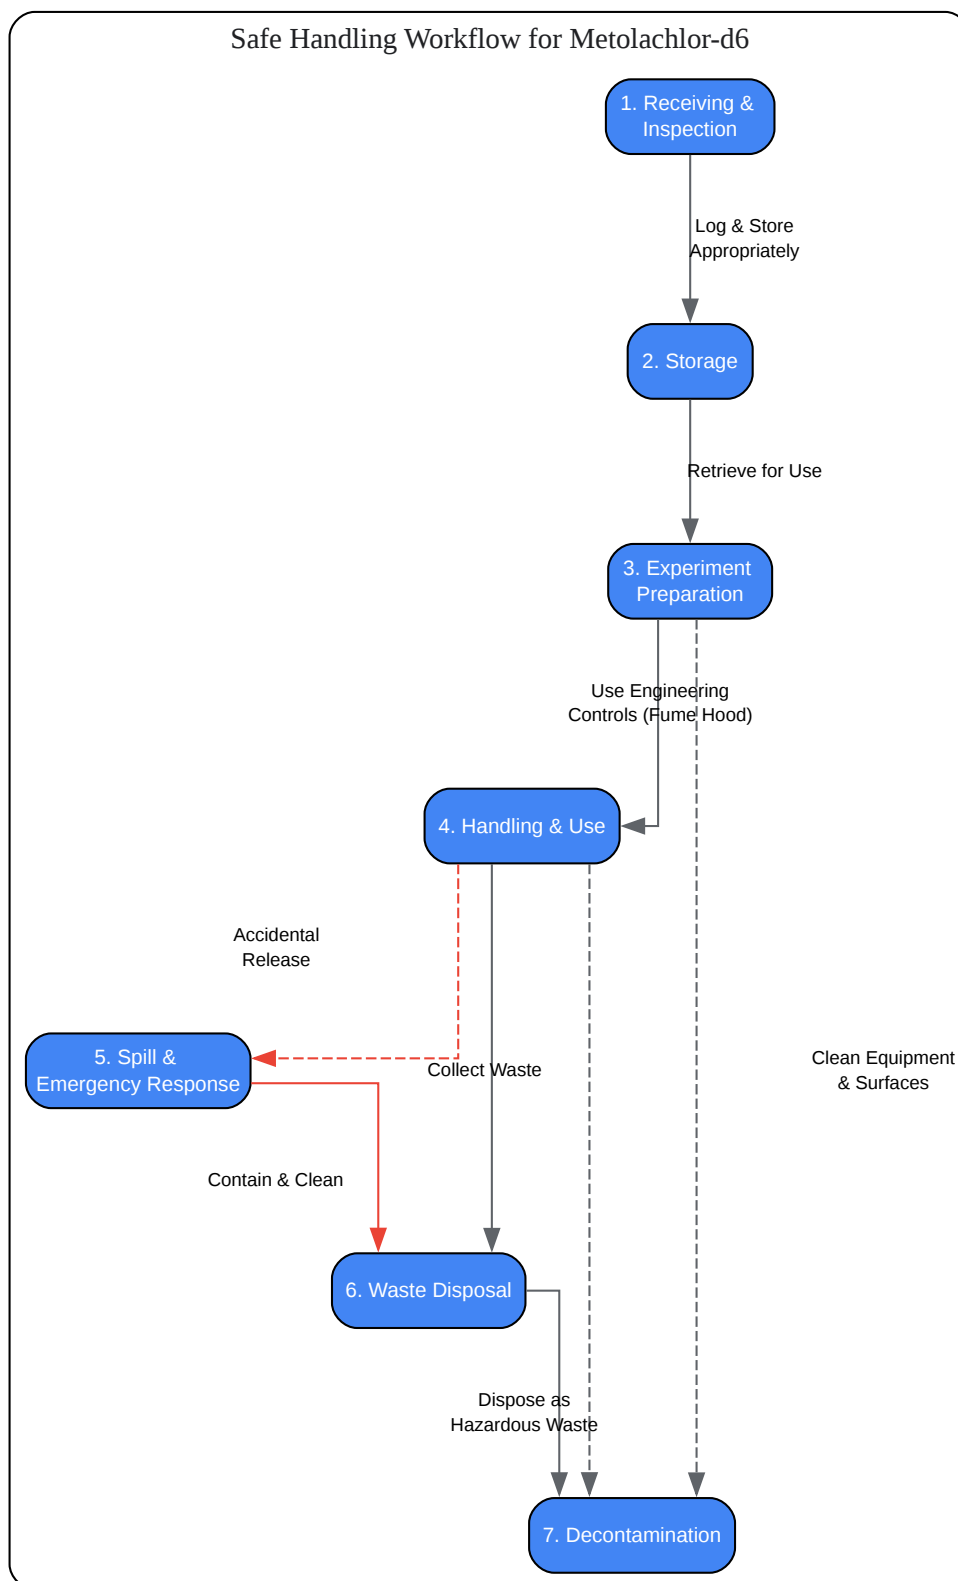 Safe Handling Workflow for Metolachlor-d6
1. Receiving &
Inspection
Log & Store
Appropriately
2. Storage
Retrieve for Use
3. Experiment
Preparation
Use Engineering
Controls (Fume Hood)
4. Handling & Use
Accidental
Release
5. Spill &
Emergency Response
Collect Waste
Clean Equipment
& Surfaces
Contain & Clean
6. Waste Disposal
Dispose as
Hazardous Waste
7. Decontamination